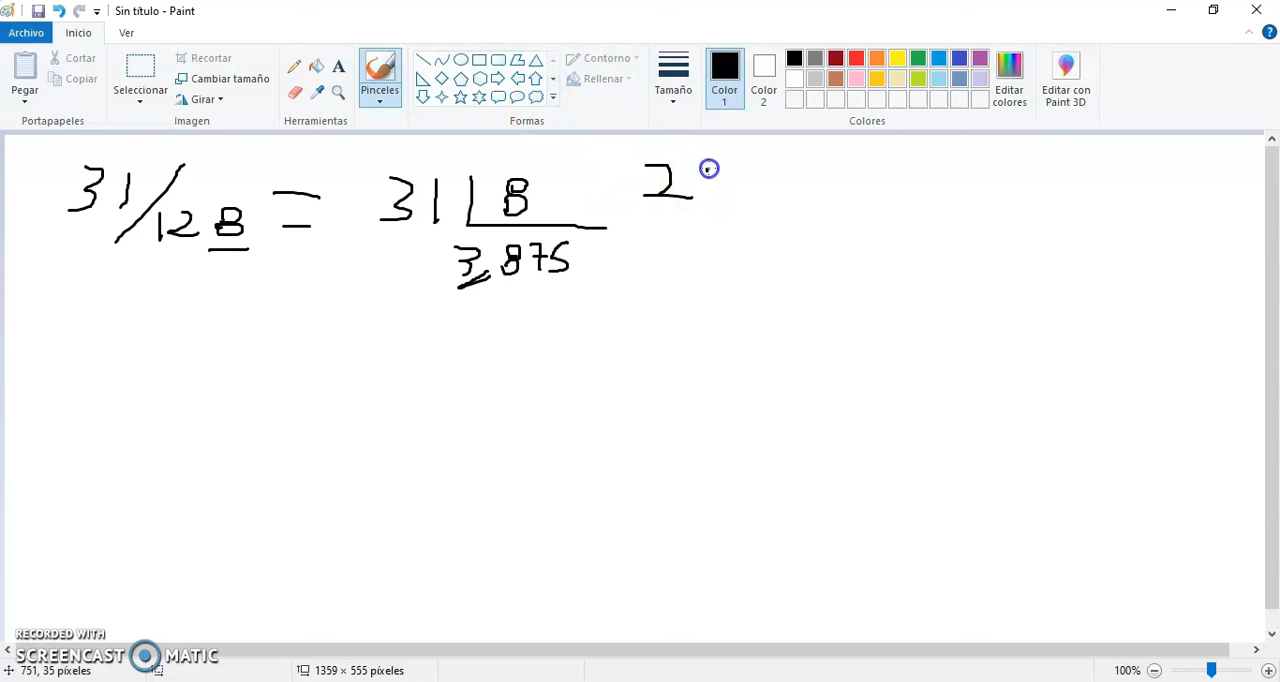 Sin título - Paint
Archivo Inicio Ver
Pegar
Cortar
Copiar
Portapapeles
Seleccionar
Recortar
Cambiar tamaño
Girar
Imagen
A
Herramientas
Pinceles
Contorno
Rellenar
Formas
Tamaño
Color 1
Color 2
Editar colores
Colores
Editar con Paint 3D
31/128 = 31 8 2
3,875
RECORDED WITH
SCREENCAST MATIC
751, 35 píxeles 1359 × 555 píxeles 100%